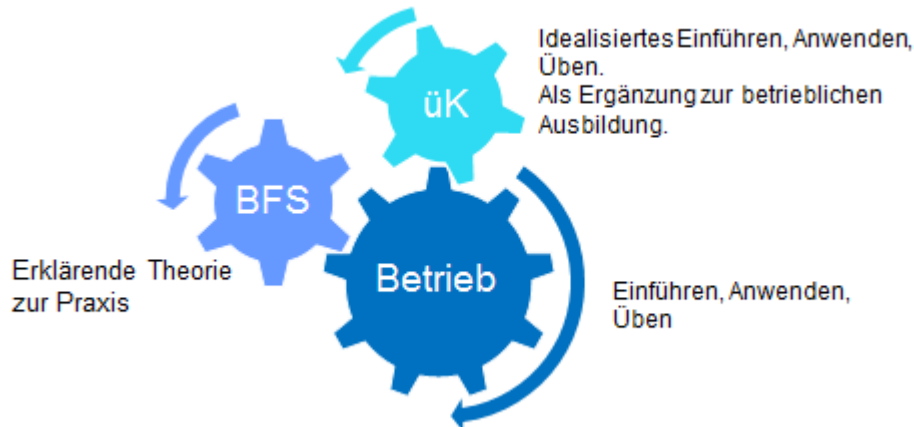 Idealisiertes Einführen, Anwenden,
Üben.
Als Ergänzung zur betrieblichen
Ausbildung.
üK
BFS
Betrieb
Erklärende Theorie
zur Praxis
Einführen, Anwenden,
Üben